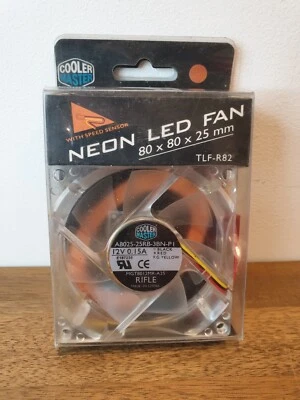 COOLER
MASTER
WITH SPEED SENSOR
NEON LED FAN
80 x 80 x 25 mm
TLF-R82
COOLER
MASTER
A8025-25RB-3BN-P1
12V 0.15A
RIFLE